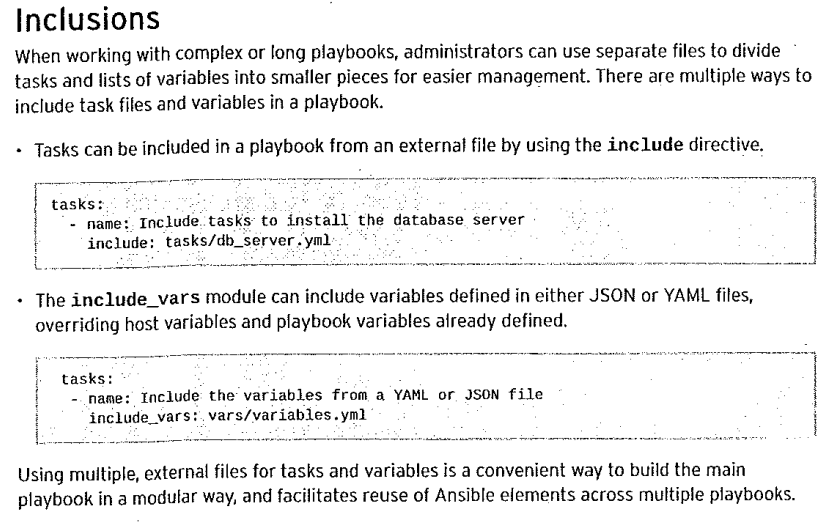 Inclusions
When working with complex or long playbooks, administrators can use separate files to divide
tasks and lists of variables into smaller pieces for easier management. There are multiple ways to
include task files and variables in a playbook.
• Tasks can be included in a playbook from an external file by using the include directive.
tasks:
  - name: Include tasks to install the database server
    include: tasks/db_server.yml
• The include_vars module can include variables defined in either JSON or YAML files,
overriding host variables and playbook variables already defined.
tasks:
  - name: Include the variables from a YAML or JSON file
    include_vars: vars/variables.yml
Using multiple, external files for tasks and variables is a convenient way to build the main
playbook in a modular way, and facilitates reuse of Ansible elements across multiple playbooks.